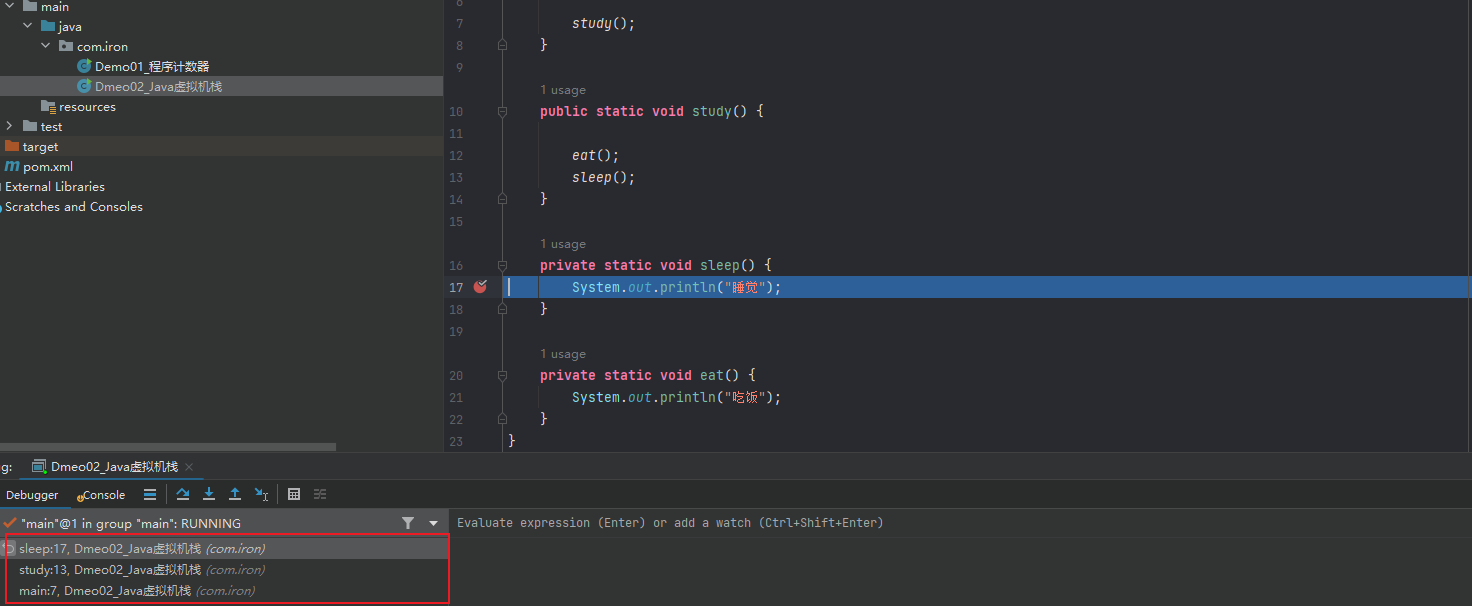 main
java
com.iron
Demo01_程序计数器
Dmeo02_Java虚拟机栈
resources
test
target
pom.xml
External Libraries
Scratches and Consoles
6
7 study();
8 }
9
1 usage
10 public static void study() {
11
12 eat();
13 sleep();
14 }
15
1 usage
16 private static void sleep() {
17 System.out.println("睡觉");
18 }
19
1 usage
20 private static void eat() {
21 System.out.println("吃饭");
22 }
23 }
g: Dmeo02_Java虚拟机栈
Debugger Console
"main"@1 in group "main": RUNNING
Evaluate expression (Enter) or add a watch (Ctrl+Shift+Enter)
sleep:17, Dmeo02_Java虚拟机栈 (com.iron)
study:13, Dmeo02_Java虚拟机栈 (com.iron)
main:7, Dmeo02_Java虚拟机栈 (com.iron)